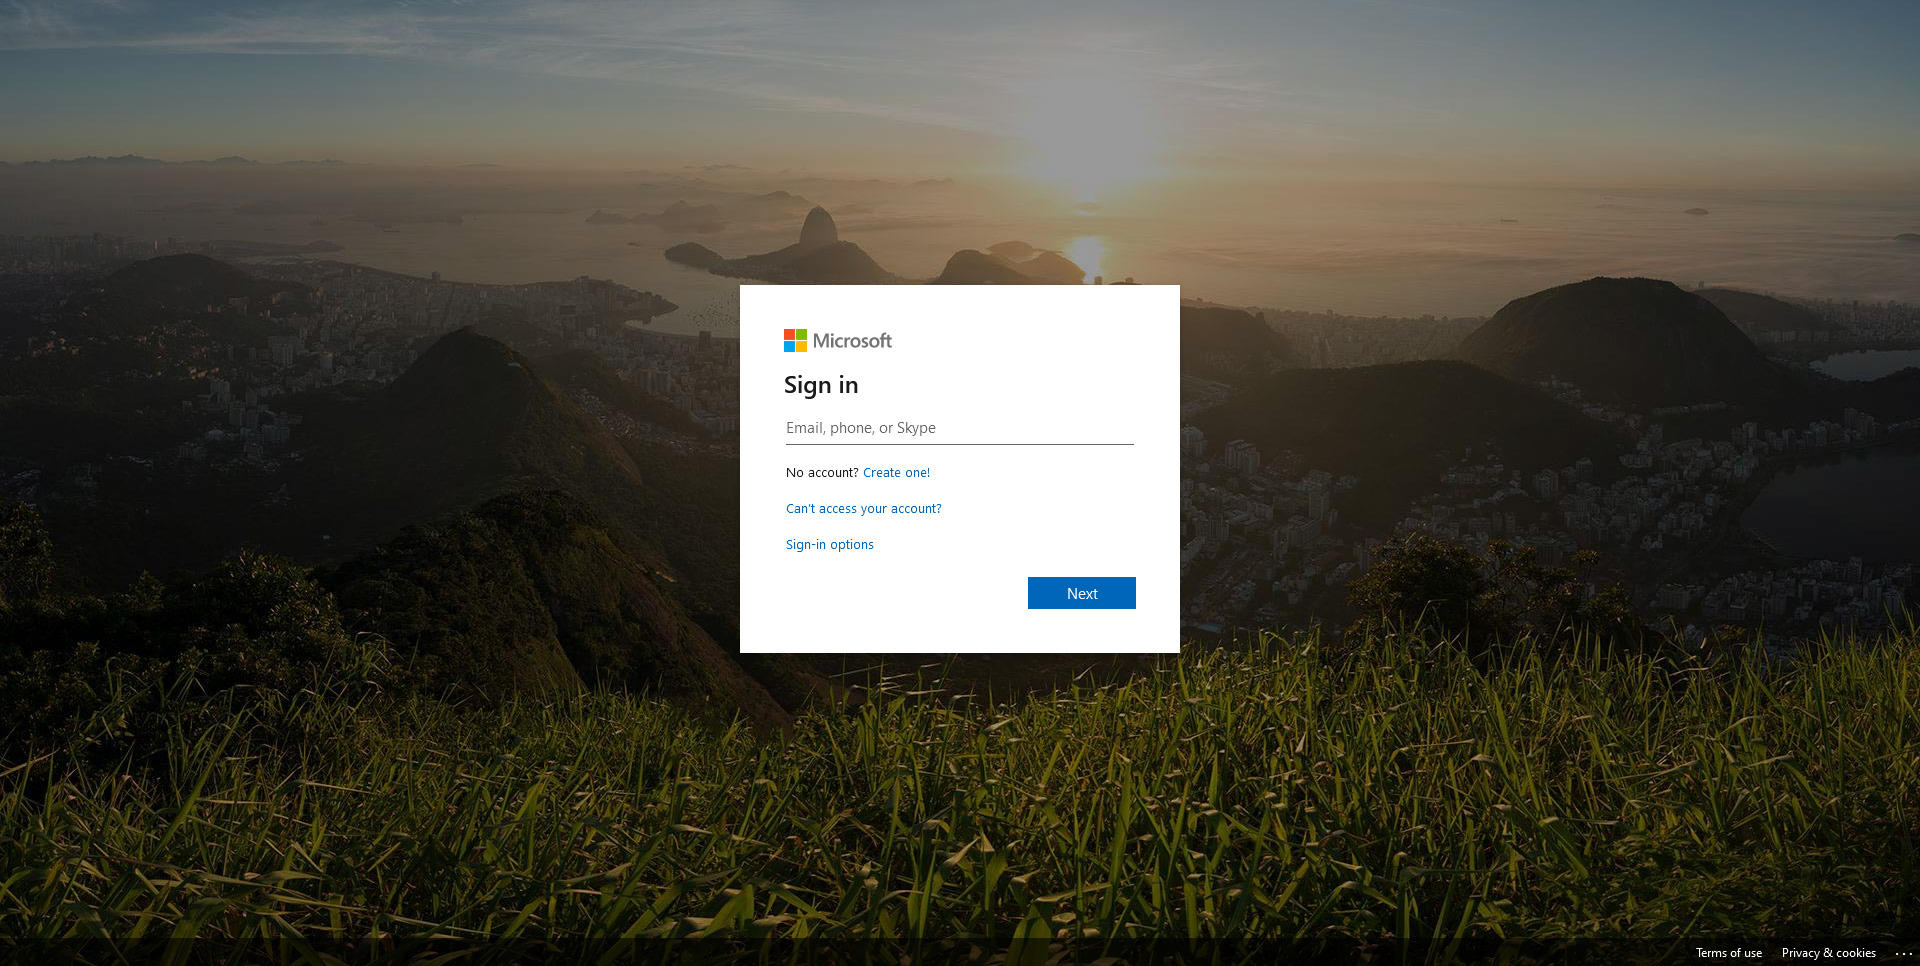 Microsoft
Sign in
Email, phone, or Skype
No account? Create one!
Can't access your account?
Sign-in options
Next
Terms of use Privacy & cookies ...